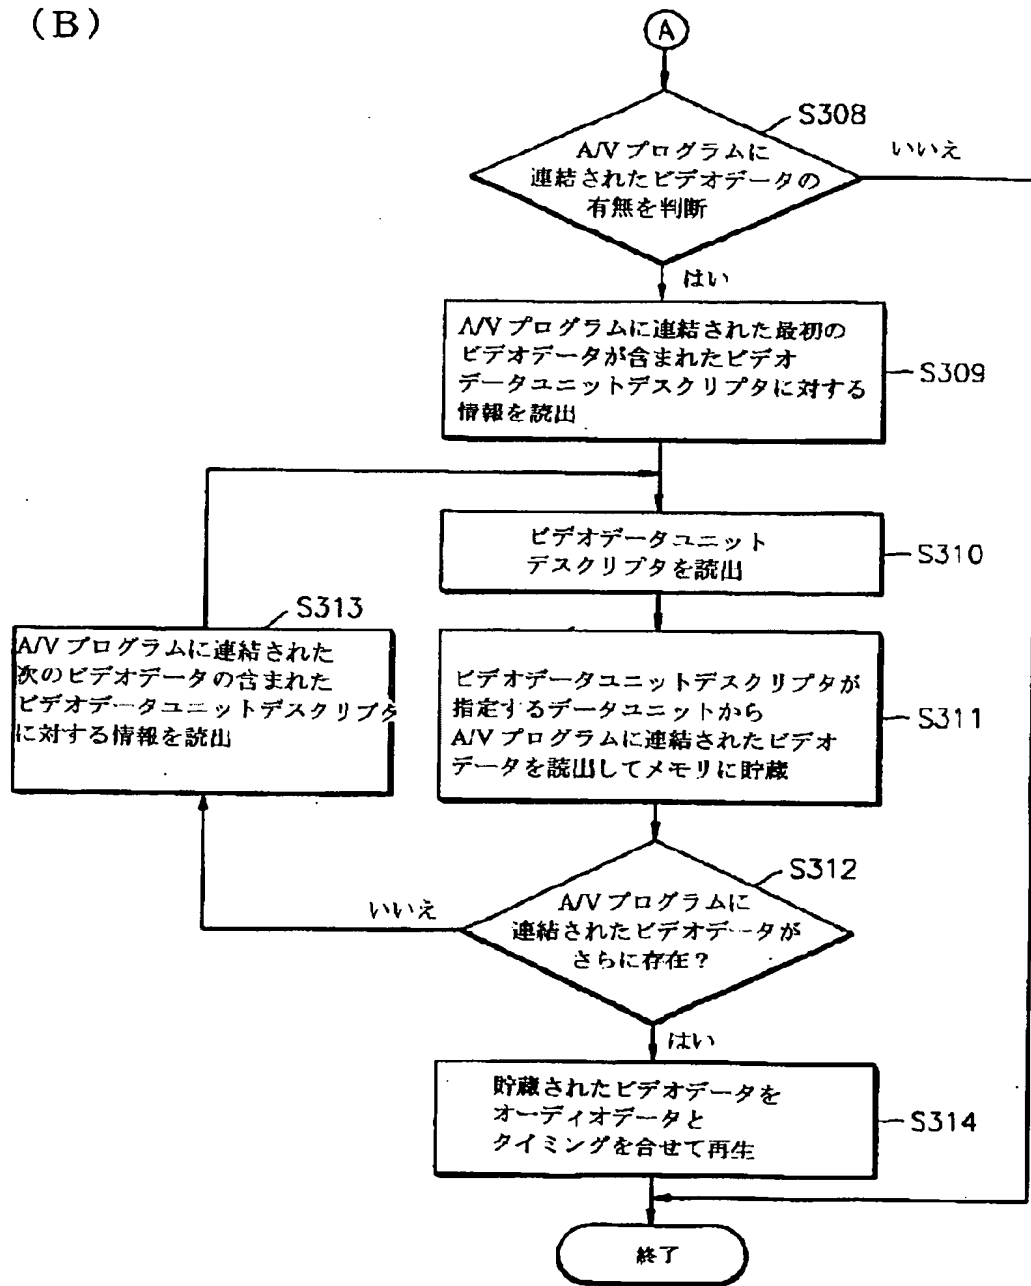 (B)
A
S308
A/Vプログラムに
連結されたビデオデータの
有無を判断
いいえ
はい
A/Vプログラムに連結された最初の
ビデオデータが含まれたビデオ
データユニットデスクリプタに対する
情報を読出
S309
ビデオデータユニット
デスクリプタを読出
S310
S313
A/Vプログラムに連結された
次のビデオデータの含まれた
ビデオデータユニットデスクリプタ
に対する情報を読出
ビデオデータユニットデスクリプタが
指定するデータユニットから
A/Vプログラムに連結されたビデオ
データを読出してメモリに貯蔵
S311
S312
A/Vプログラムに
連結されたビデオデータが
さらに存在?
いいえ
はい
貯蔵されたビデオデータを
オーディオデータと
タイミングを合せて再生
S314
終了